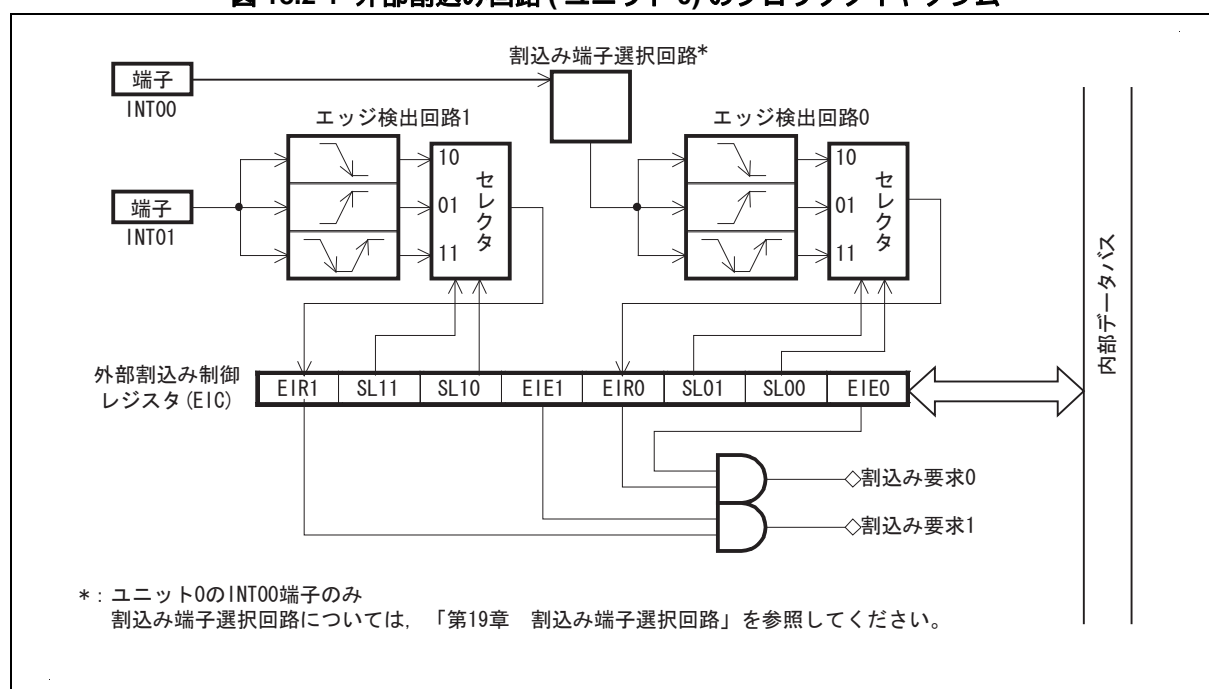 端子
INT00
割込み端子選択回路*
エッジ検出回路1
エッジ検出回路0
端子
INT01
10
01
11
セレクタ
10
01
11
セレクタ
内部データバス
外部割込み制御
レジスタ(EIC)
EIR1 SL11 SL10 EIE1 EIR0 SL01 SL00 EIE0
割込み要求0
割込み要求1
*: ユニット0のINT00端子のみ
割込み端子選択回路については,「第19章 割込み端子選択回路」を参照してください。